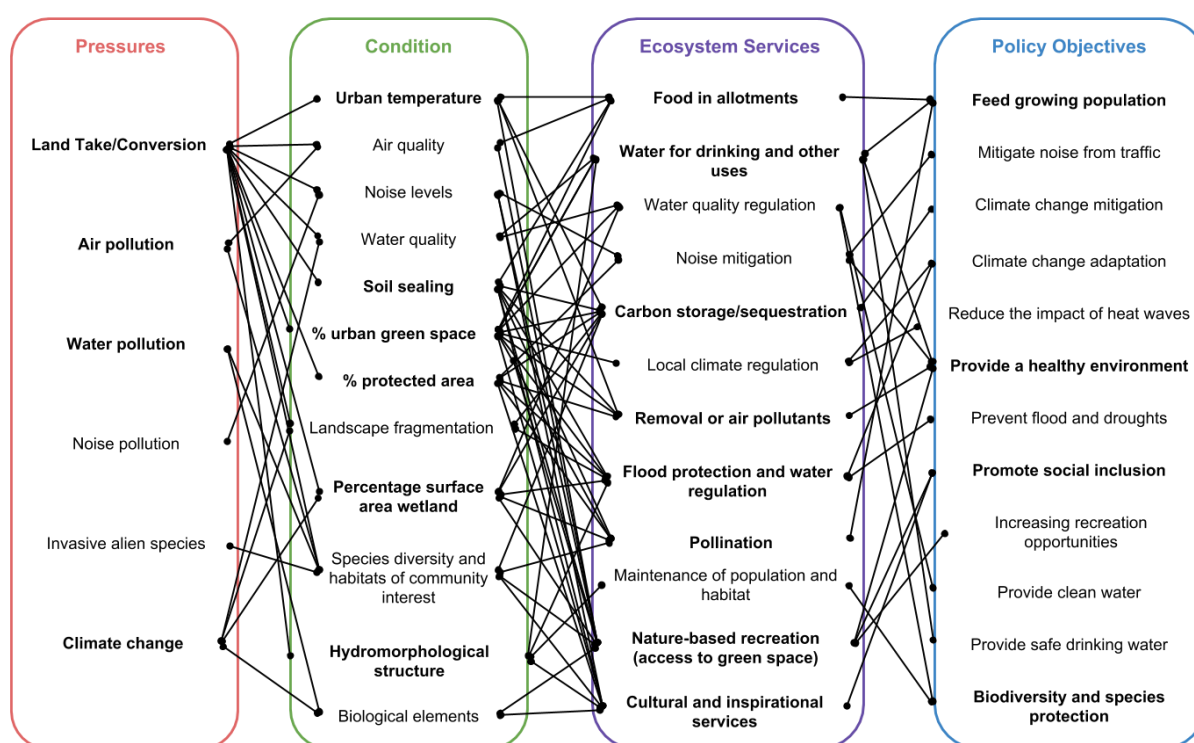 Pressures
Land Take/Conversion
Air pollution
Water pollution
Noise pollution
Invasive alien species
Climate change
Condition
Urban temperature
Air quality
Noise levels
Water quality
Soil sealing
% urban green space
% protected area
Landscape fragmentation
Percentage surface
area wetland
Species diversity and
habitats of community
interest
Hydromorphological
structure
Biological elements
Ecosystem Services
Food in allotments
Water for drinking and other
uses
Water quality regulation
Noise mitigation
Carbon storage/sequestration
Local climate regulation
Removal or air pollutants
Flood protection and water
regulation
Pollination
Maintenance of population and
habitat
Nature-based recreation
(access to green space)
Cultural and inspirational
services
Policy Objectives
Feed growing population
Mitigate noise from traffic
Climate change mitigation
Climate change adaptation
Reduce the impact of heat waves
Provide a healthy environment
Prevent flood and droughts
Promote social inclusion
Increasing recreation
opportunities
Provide clean water
Provide safe drinking water
Biodiversity and species
protection